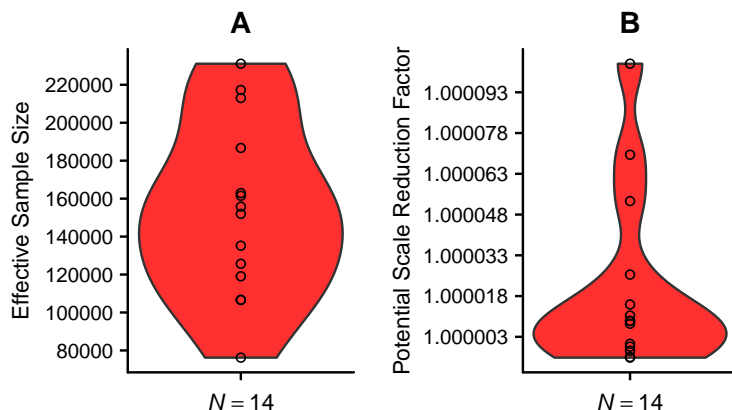 A
Effective Sample Size
220000
200000
180000
160000
140000
120000
100000
80000
N = 14
B
Potential Scale Reduction Factor
1.000093
1.000078
1.000063
1.000048
1.000033
1.000018
1.000003
N = 14